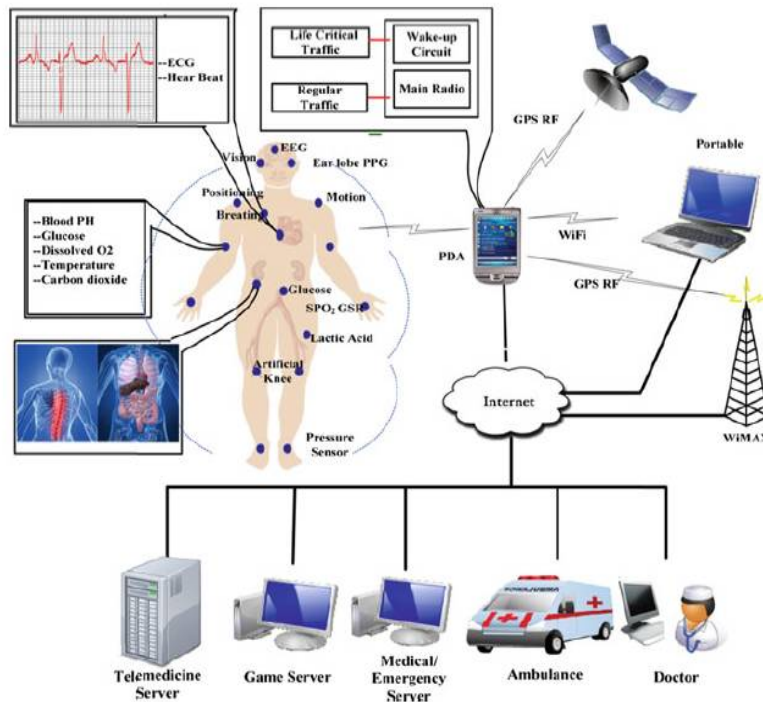 --ECG
--Hear Beat
Life Critical
Traffic
Wake-up
Circuit
Regular
Traffic
Main Radio
GPS RF
Portable
EEG
Vision
Ear lobe PPG
Positioning
Motion
Breating
WiFi
PDA
GPS RF
--Blood PH
--Glucose
--Dissolved O2
--Temperature
--Carbon dioxide
Glucose
SPO₂ GSR
Lactic Acid
Artificial
Knee
Internet
WiMAX
Pressure
Sensor
Telemedicine
Server
Game Server
Medical/
Emergency
Server
Ambulance
Doctor